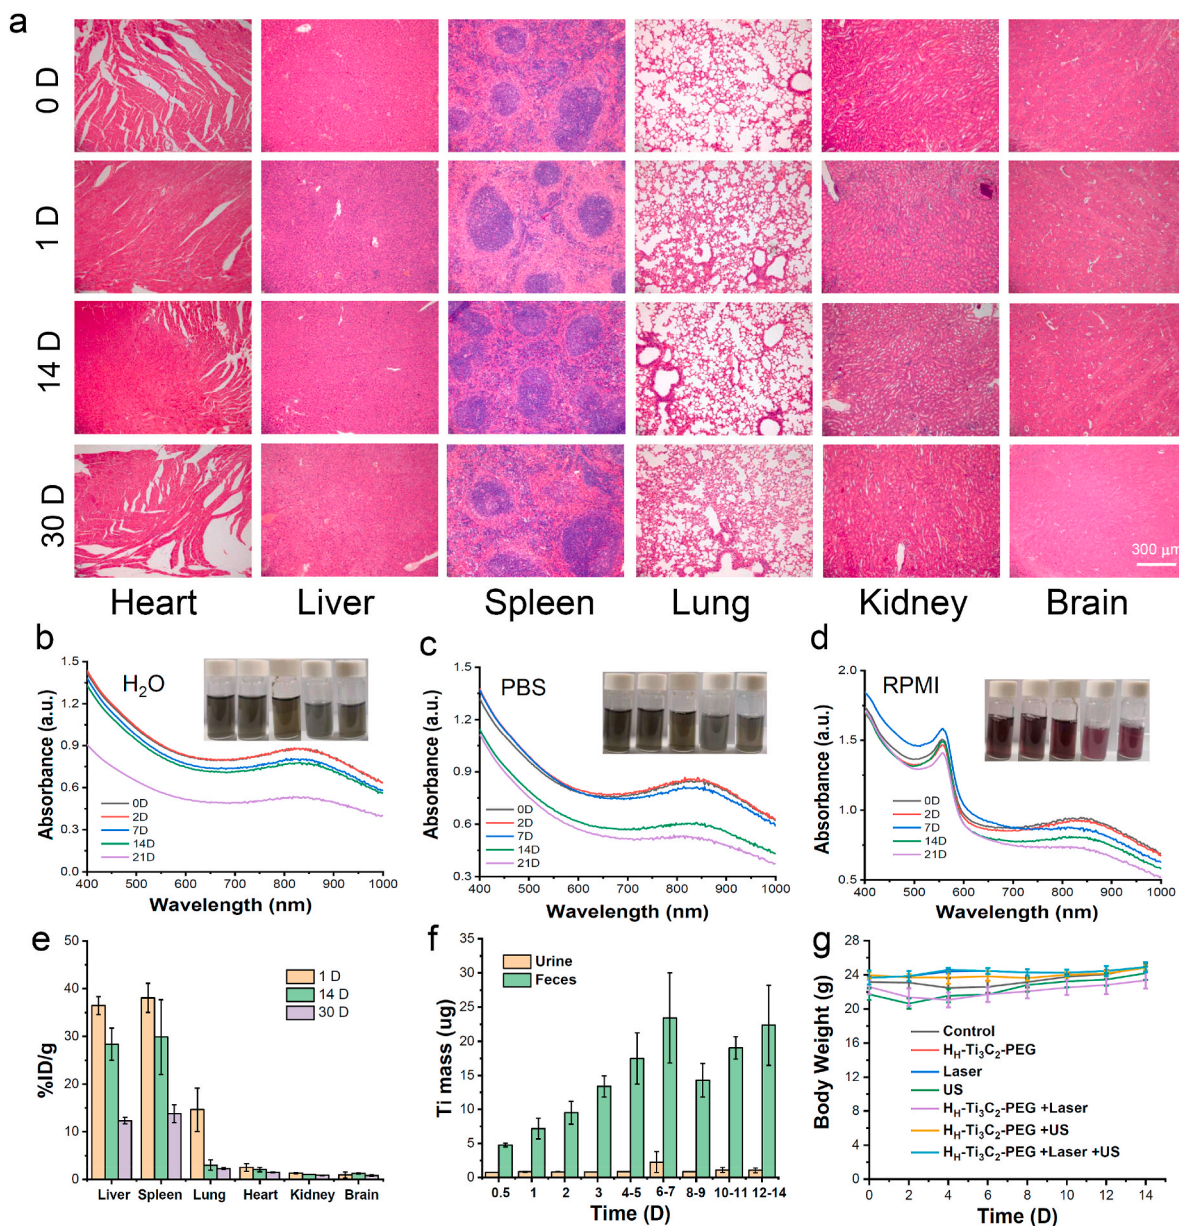 a
0 D
1 D
14 D
30 D
300 μm
Heart Liver Spleen Lung Kidney Brain
b
H₂O
1.5
1.2
0.9
0.6
0.3
0.0
Absorbance (a.u.)
0D
2D
7D
14D
21D
400 500 600 700 800 900 1000
Wavelength (nm)
c
PBS
1.5
1.2
0.9
0.6
0.3
Absorbance (a.u.)
0D
2D
7D
14D
21D
400 500 600 700 800 900 1000
Wavelength (nm)
d
RPMI
2.0
1.5
1.0
0.5
Absorbance (a.u.)
0D
2D
7D
14D
21D
400 500 600 700 800 900 1000
Wavelength (nm)
e
50
40
30
20
10
0
%ID/g
1 D
14 D
30 D
Liver Spleen Lung Heart Kidney Brain
f
35
30
25
20
15
10
5
0
Ti mass (ug)
Urine
Feces
0.5 1 2 3 4-5 6-7 8-9 10-11 12-14
Time (D)
g
28
24
20
16
12
8
4
0
Body Weight (g)
Control
H_H-Ti₃C₂-PEG
Laser
US
H_H-Ti₃C₂-PEG +Laser
H_H-Ti₃C₂-PEG +US
H_H-Ti₃C₂-PEG +Laser +US
0 2 4 6 8 10 12 14
Time (D)